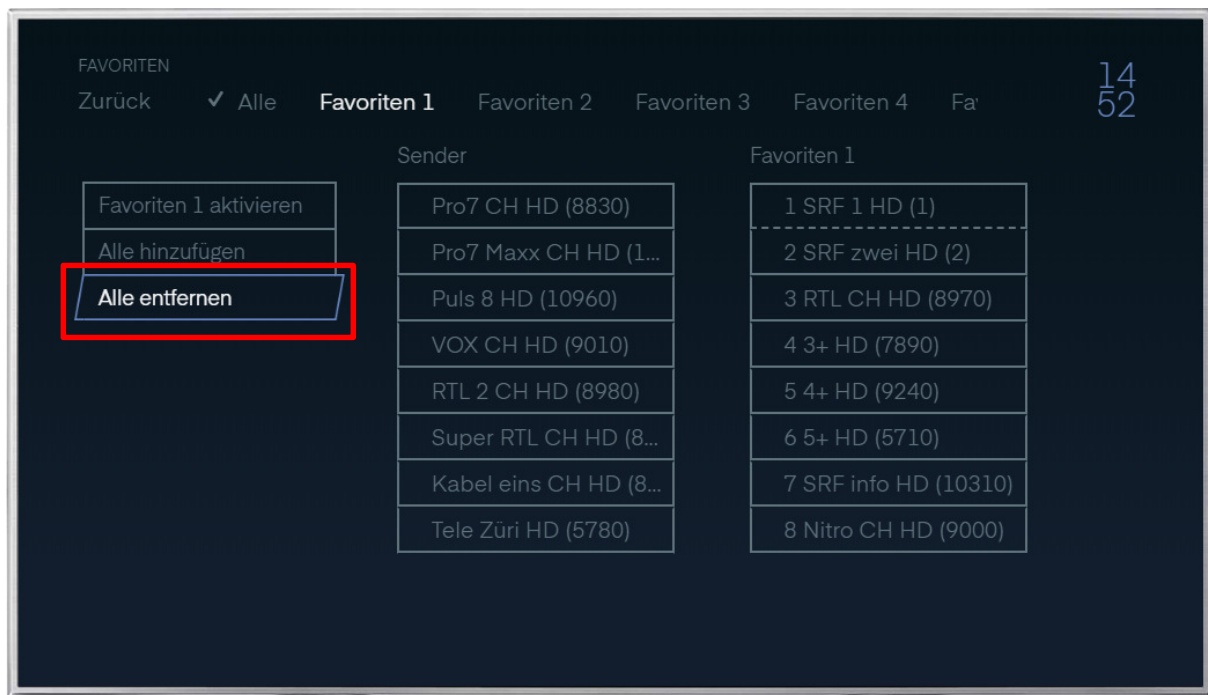 FAVORITEN
Zurück ✓ Alle Favoriten 1 Favoriten 2 Favoriten 3 Favoriten 4 Fa
14
52
Sender
Favoriten 1
Favoriten 1 aktivieren
Alle hinzufügen
Alle entfernen
Pro7 CH HD (8830)
Pro7 Maxx CH HD (1...
Puls 8 HD (10960)
VOX CH HD (9010)
RTL 2 CH HD (8980)
Super RTL CH HD (8...
Kabel eins CH HD (8...
Tele Züri HD (5780)
1 SRF 1 HD (1)
2 SRF zwei HD (2)
3 RTL CH HD (8970)
4 3+ HD (7890)
5 4+ HD (9240)
6 5+ HD (5710)
7 SRF info HD (10310)
8 Nitro CH HD (9000)